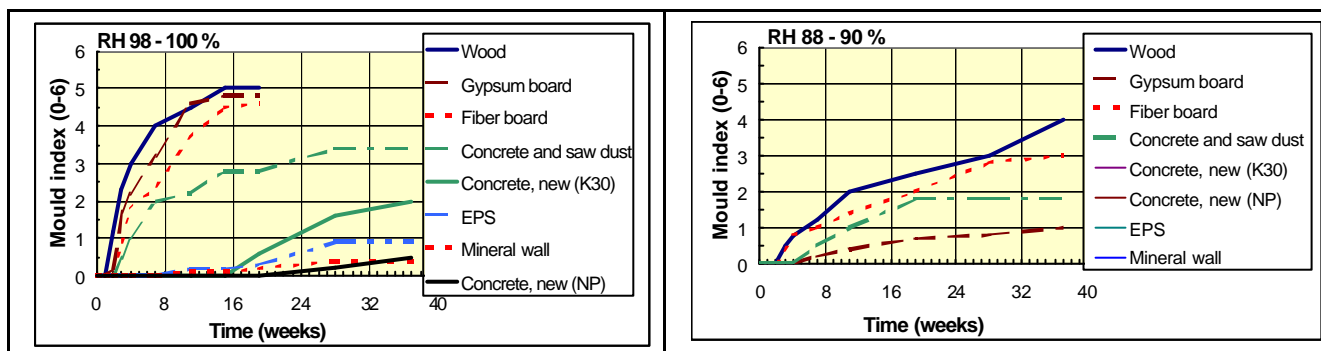 RH 98 - 100 %
Mould index (0-6)
6
5
4
3
2
1
0
0 8 16 24 32 40
Time (weeks)
Wood
Gypsum board
Fiber board
Concrete and saw dust
Concrete, new (K30)
EPS
Mineral wall
Concrete, new (NP)
RH 88 - 90 %
Mould index (0-6)
6
5
4
3
2
1
0
0 8 16 24 32 40
Time (weeks)
Wood
Gypsum board
Fiber board
Concrete and saw dust
Concrete, new (K30)
Concrete, new (NP)
EPS
Mineral wall